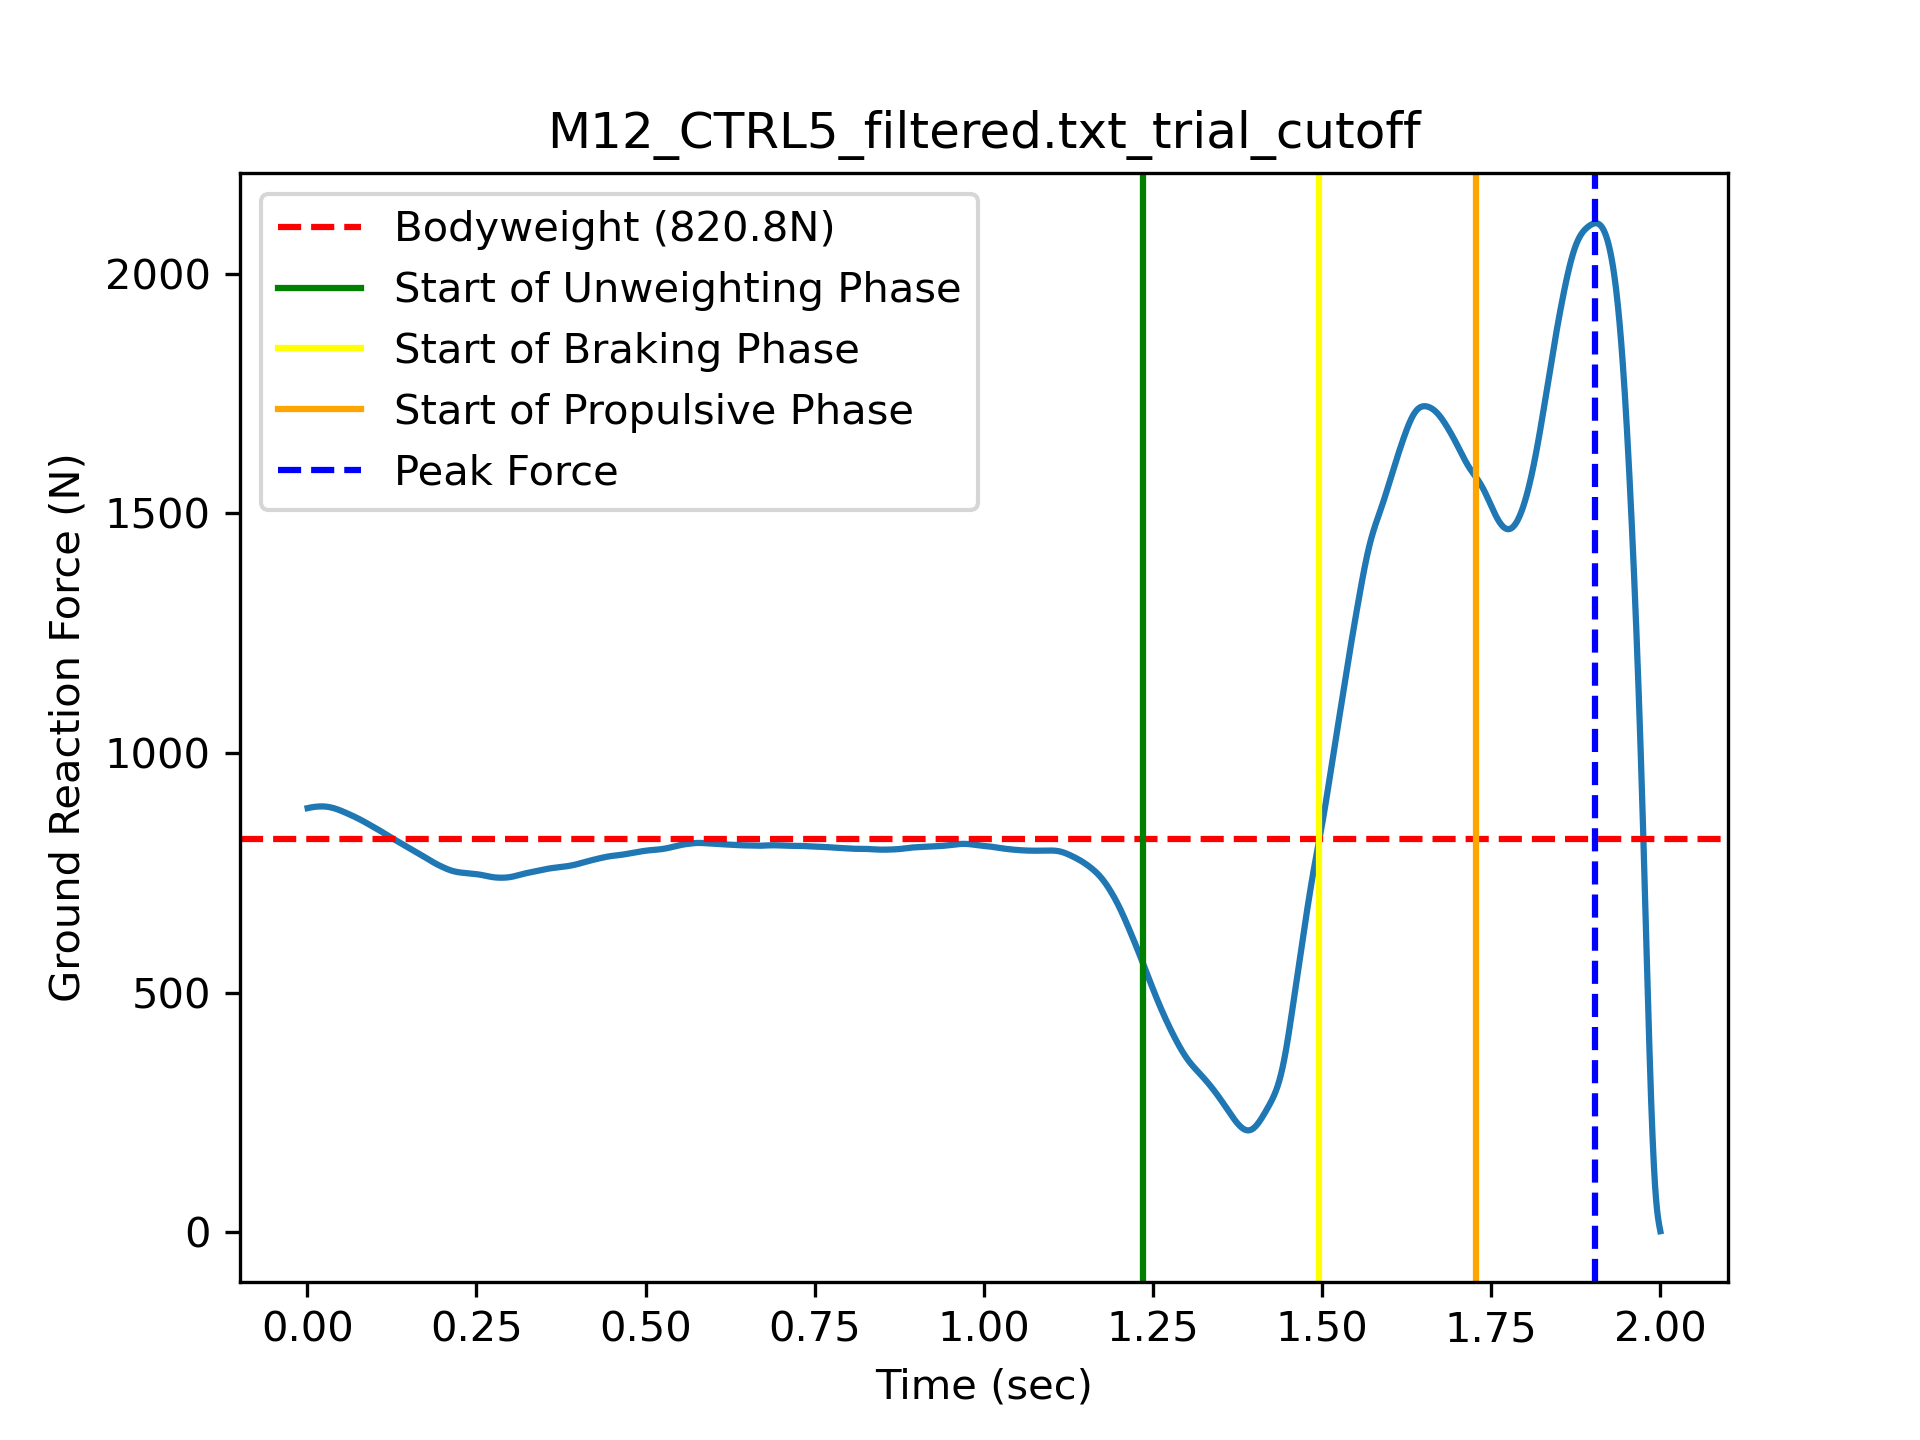 M12_CTRL5_filtered.txt_trial_cutoff
Bodyweight (820.8N)
Start of Unweighting Phase
Start of Braking Phase
Start of Propulsive Phase
Peak Force
Ground Reaction Force (N)
2000
1500
1000
500
0
0.00 0.25 0.50 0.75 1.00 1.25 1.50 1.75 2.00
Time (sec)